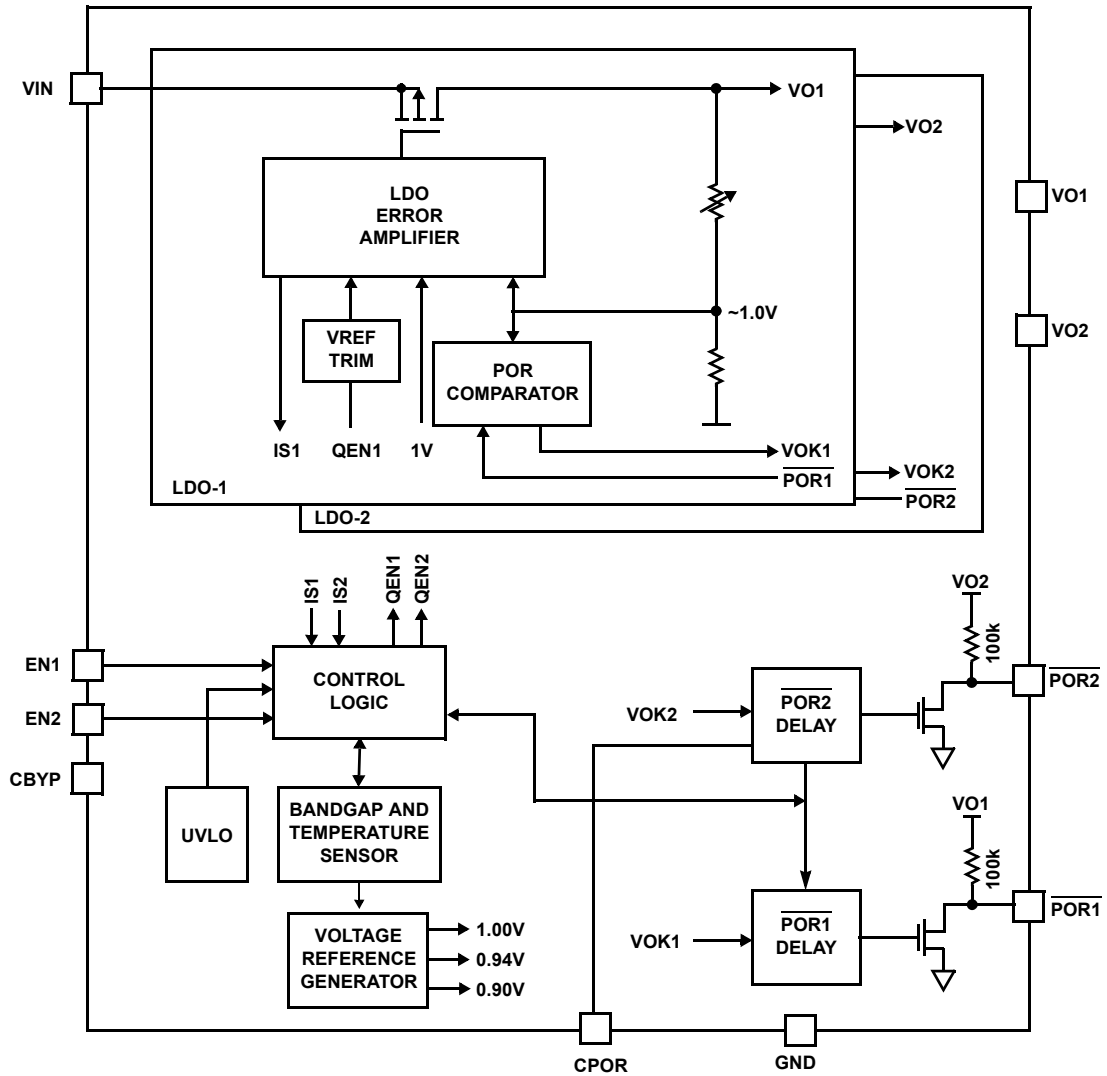 VIN
VO1
VO2
VO1
VO2
LDO
ERROR
AMPLIFIER
~1.0V
VREF
TRIM
POR
COMPARATOR
IS1
QEN1
1V
VOK1
POR1
VOK2
POR2
LDO-1
LDO-2
IS1
IS2
QEN1
QEN2
EN1
EN2
CBYP
CONTROL
LOGIC
UVLO
BANDGAP AND
TEMPERATURE
SENSOR
VOLTAGE
REFERENCE
GENERATOR
1.00V
0.94V
0.90V
VO2
100k
VOK2
POR2
DELAY
POR2
VO1
100k
VOK1
POR1
DELAY
POR1
CPOR
GND